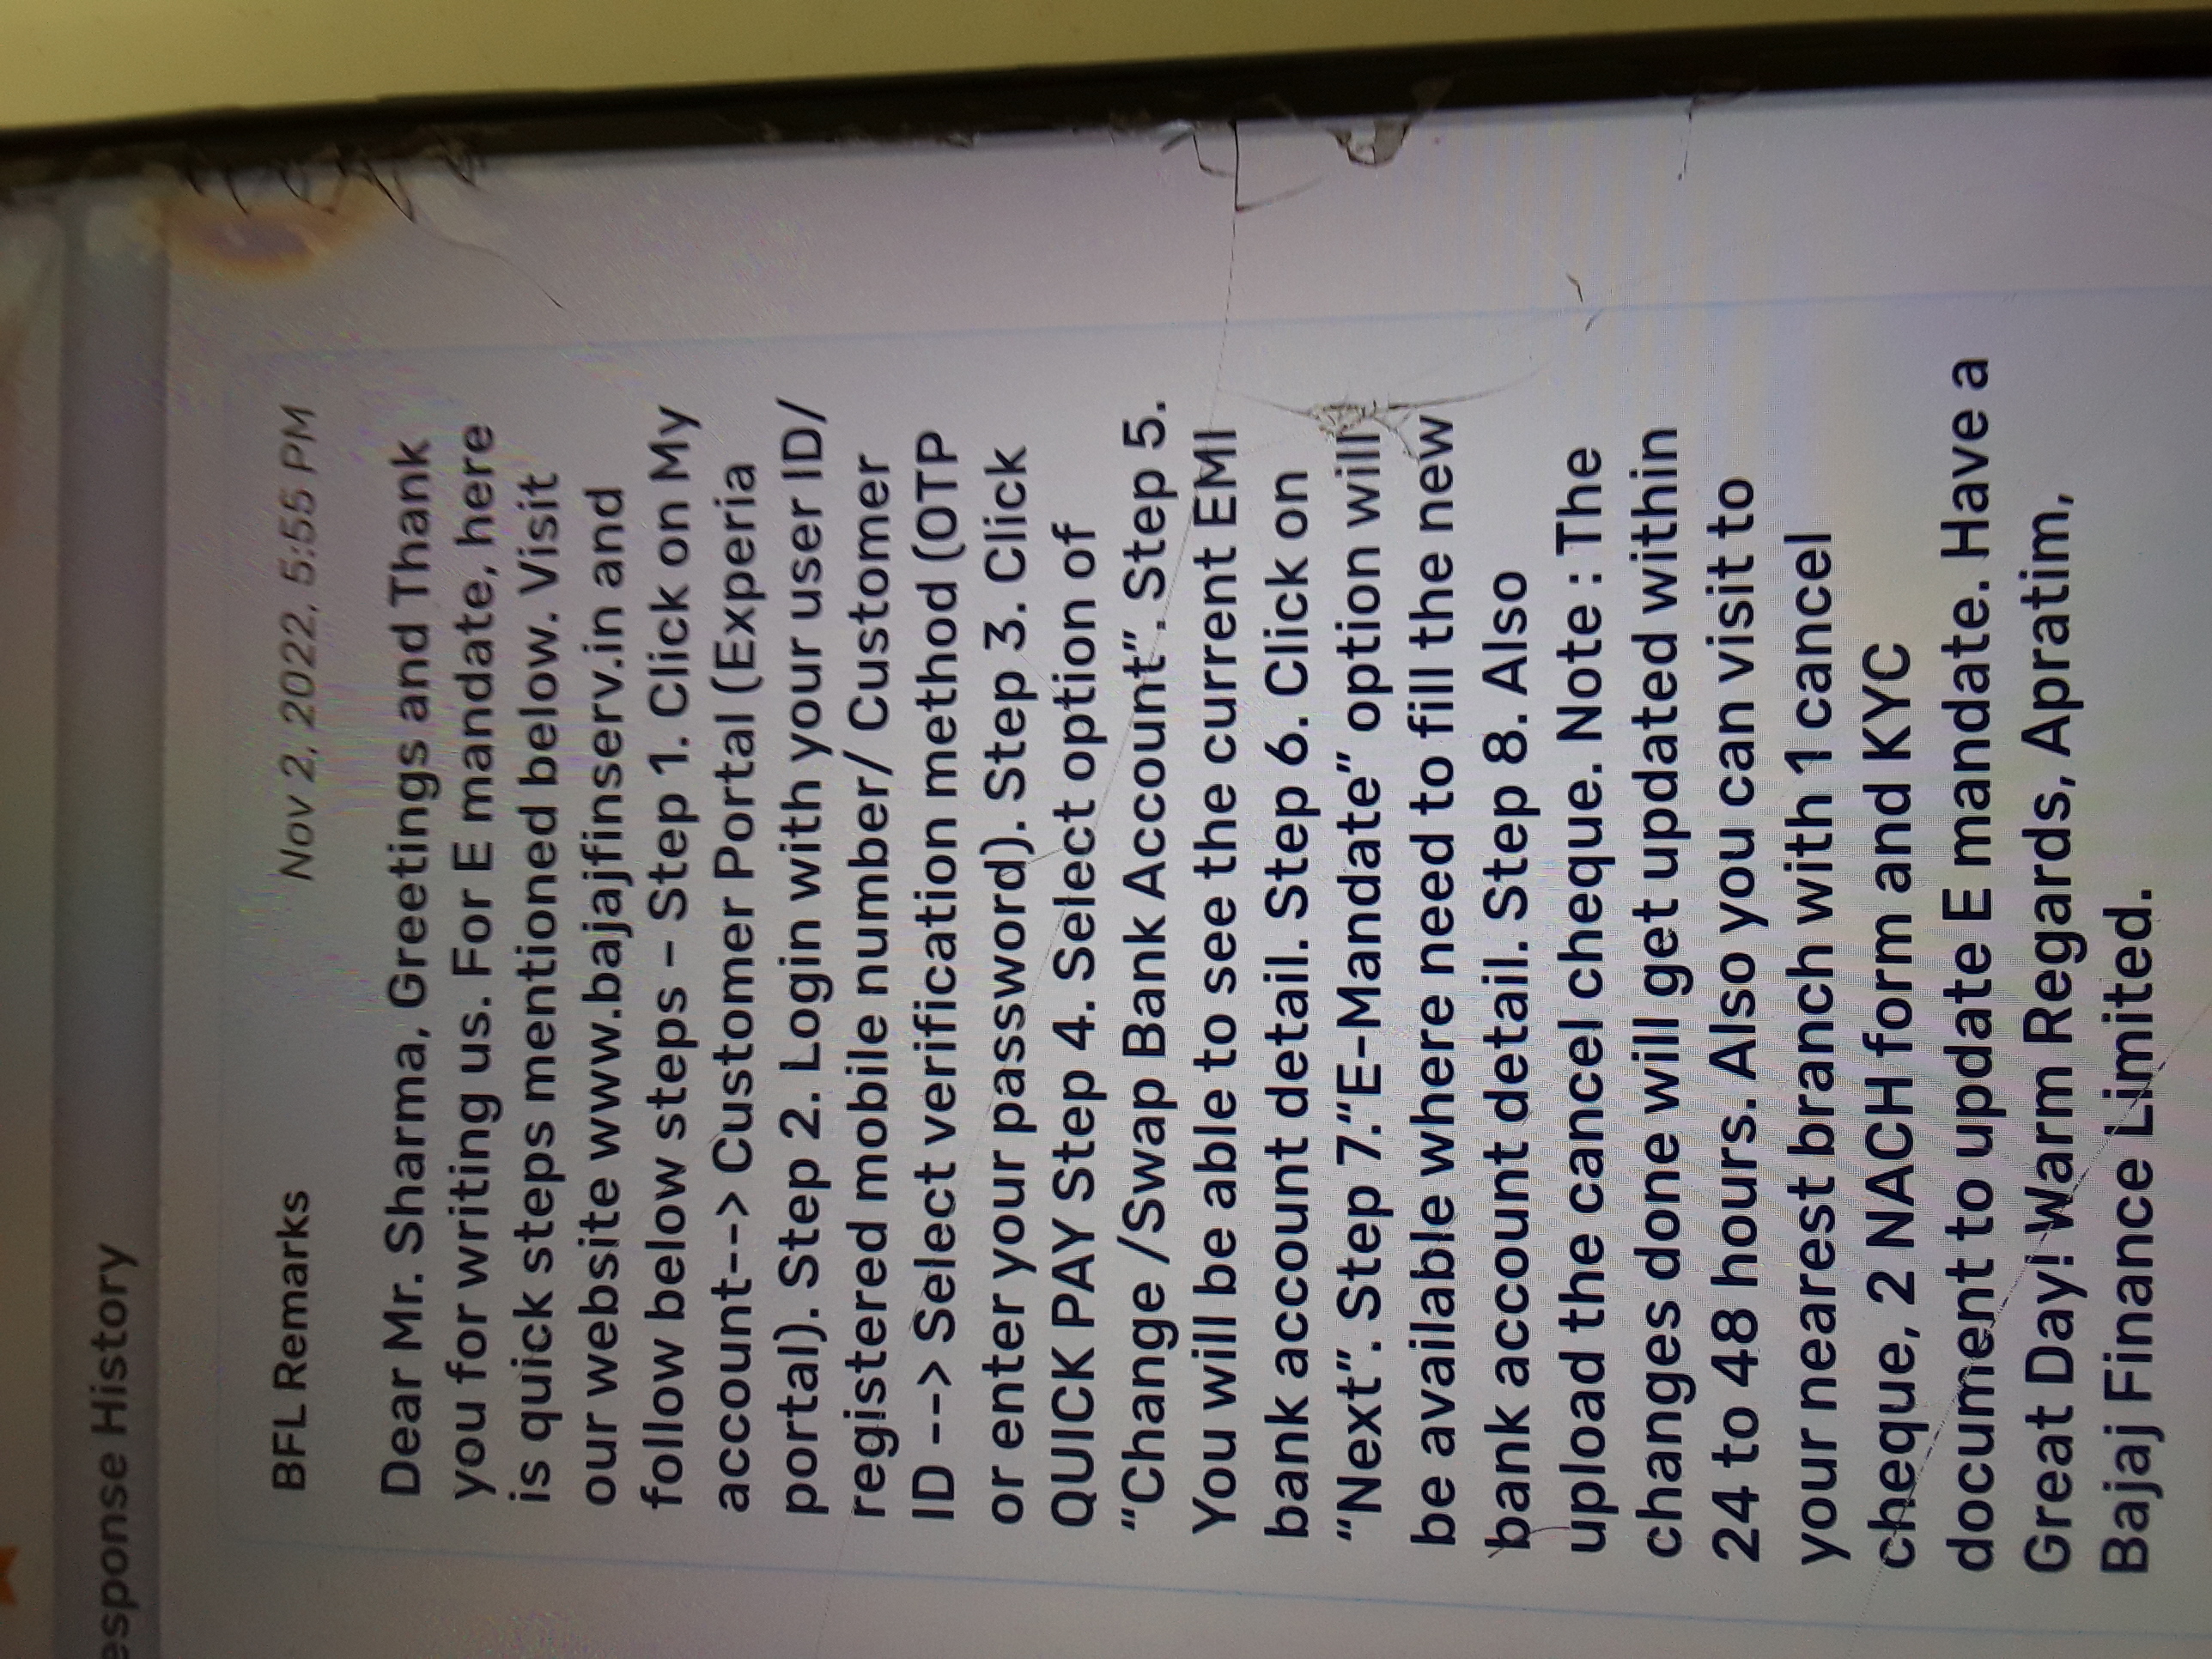 esponse History
BFL Remarks
Nov 2, 2022, 5:55 PM
Dear Mr. Sharma, Greetings and Thank
you for writing us. For E mandate, here
is quick steps mentioned below. Visit
our website www.bajajfinserv.in and
follow below steps – Step 1. Click on My
account--> Customer Portal (Experia
portal). Step 2. Login with your user ID/
registered mobile number/ Customer
ID --> Select verification method (OTP
or enter your password). Step 3. Click
QUICK PAY Step 4. Select option of
“Change /Swap Bank Account”. Step 5.
You will be able to see the current EMI
bank account detail. Step 6. Click on
“Next”. Step 7.“E-Mandate” option will
be available where need to fill the new
bank account detail. Step 8. Also
upload the cancel cheque. Note : The
changes done will get updated within
24 to 48 hours. Also you can visit to
your nearest branch with 1 cancel
cheque, 2 NACH form and KYC
document to update E mandate. Have a
Great Day! Warm Regards, Apratim,
Bajaj Finance Limited.